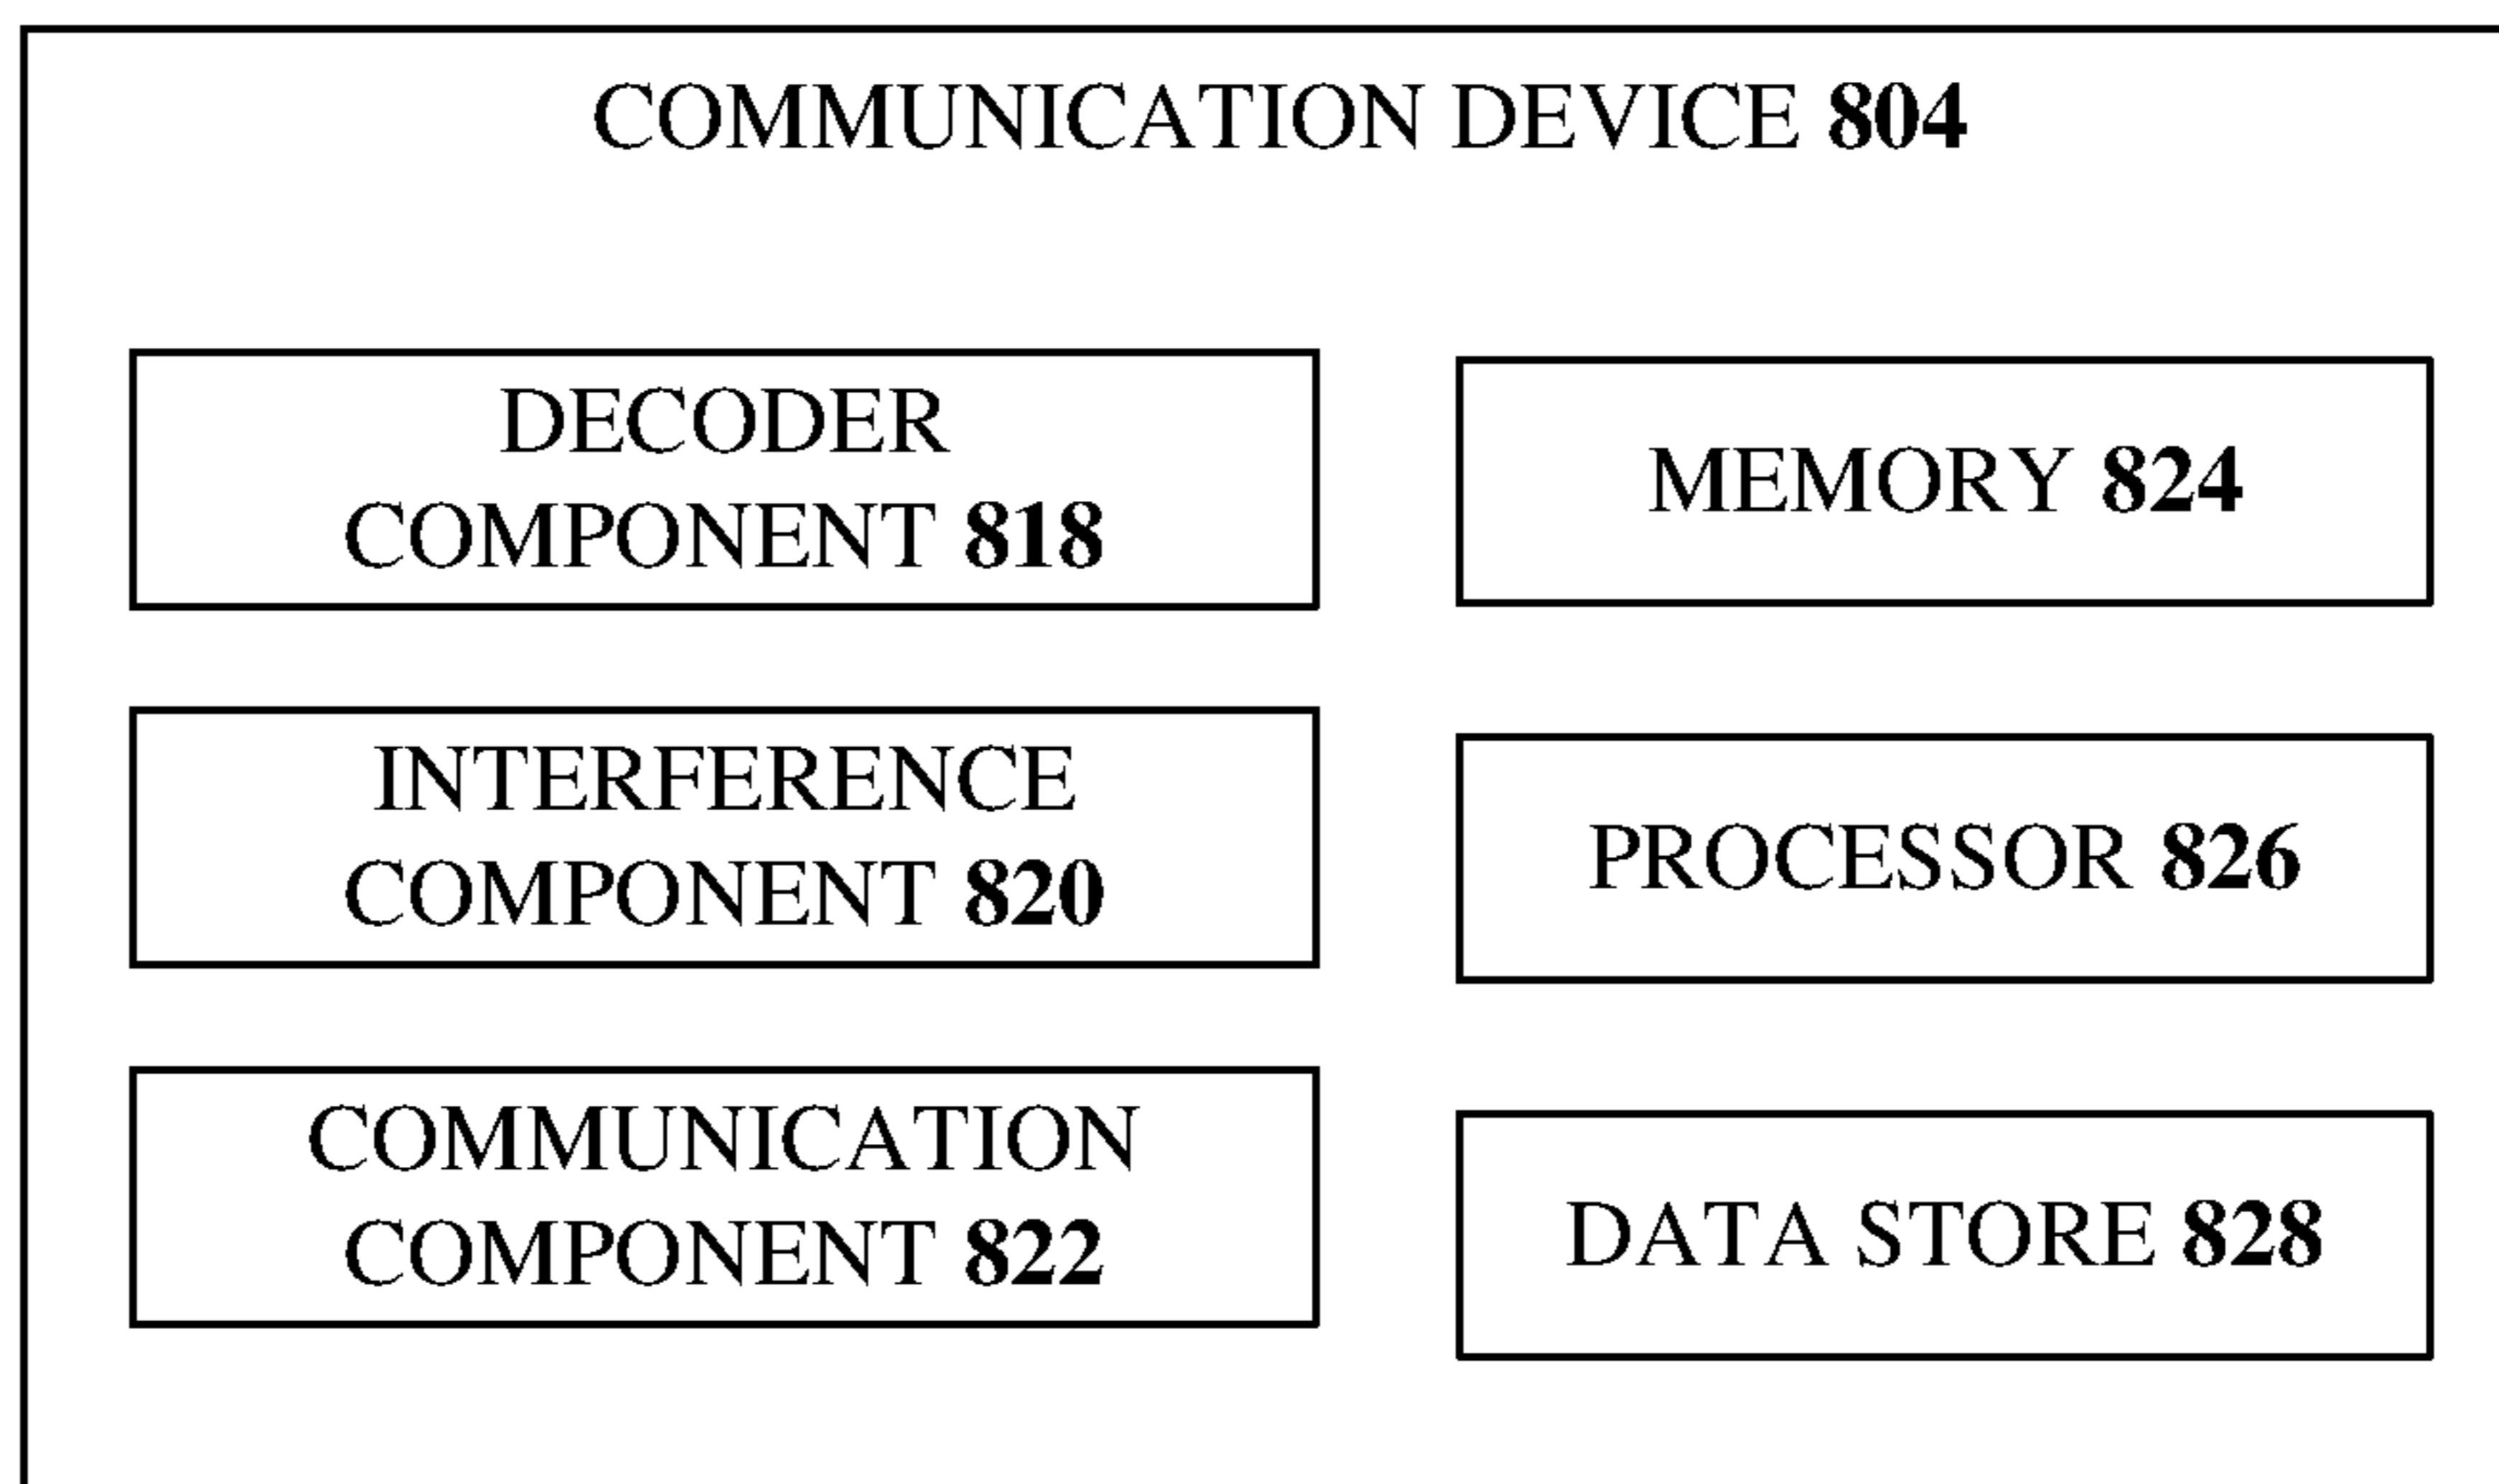 COMMUNICATION DEVICE 804
DECODER
COMPONENT 818
MEMORY 824
INTERFERENCE
COMPONENT 820
PROCESSOR 826
COMMUNICATION
COMPONENT 822
DATA STORE 828